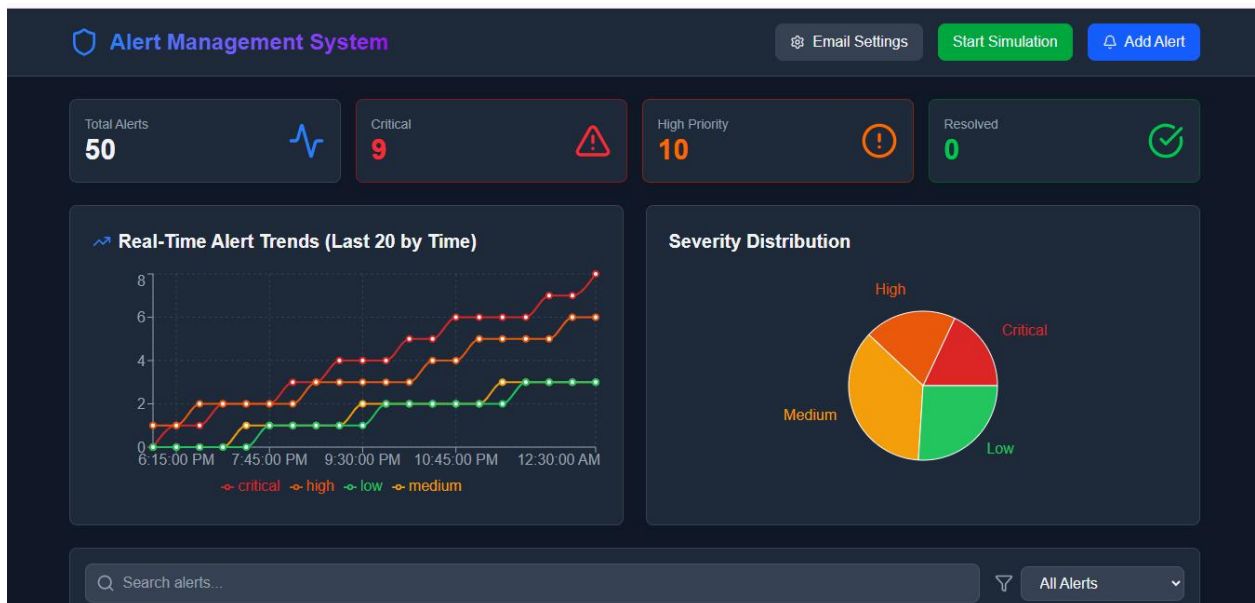 Alert Management System
Email Settings
Start Simulation
Add Alert
Total Alerts
50
Critical
9
High Priority
10
Resolved
0
Real-Time Alert Trends (Last 20 by Time)
8
6
4
2
0
6:15:00 PM 7:45:00 PM 9:30:00 PM 10:45:00 PM 12:30:00 AM
critical high low medium
Severity Distribution
High
Critical
Medium
Low
Search alerts...
All Alerts